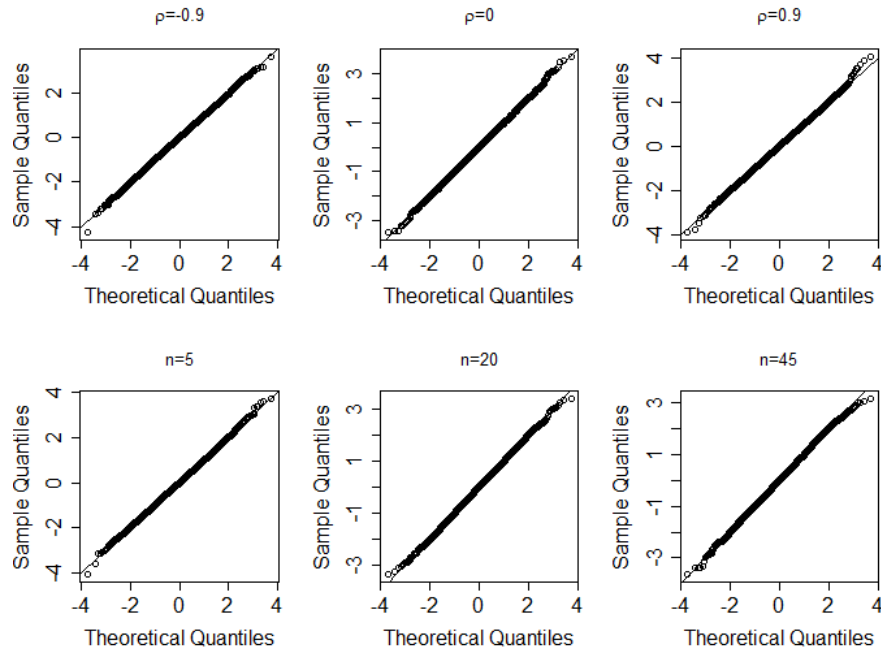 ρ=-0.9
ρ=0
ρ=0.9
Sample Quantiles
2
0
-2
-4
-4 -2 0 2 4
Theoretical Quantiles
Sample Quantiles
3
1
-1
-3
-4 -2 0 2 4
Theoretical Quantiles
Sample Quantiles
4
2
0
-2
-4
-4 -2 0 2 4
Theoretical Quantiles
n=5
n=20
n=45
Sample Quantiles
4
2
0
-2
-4
-4 -2 0 2 4
Theoretical Quantiles
Sample Quantiles
3
1
-1
-3
-4 -2 0 2 4
Theoretical Quantiles
Sample Quantiles
3
1
-1
-3
-4 -2 0 2 4
Theoretical Quantiles